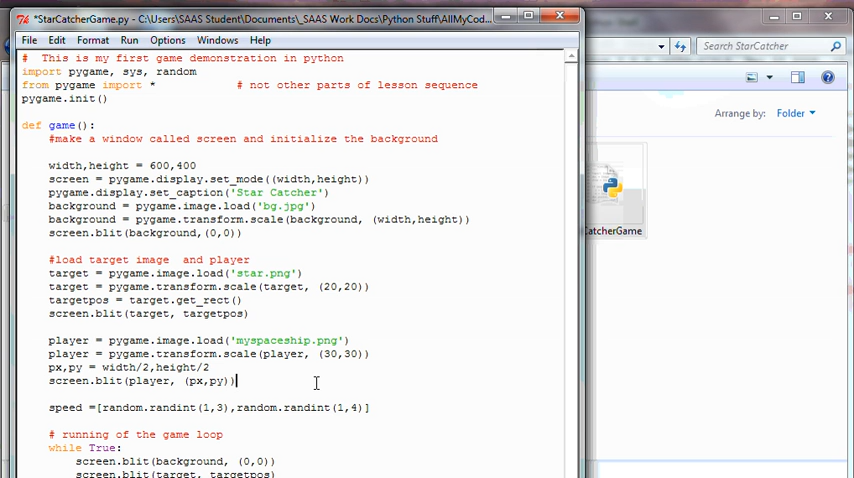 *StarCatcherGame.py - C:\Users\SAAS Student\Documents\_SAAS Work Docs\Python Stuff\AllMyCod...
File Edit Format Run Options Windows Help
#  This is my first game demonstration in python
import pygame, sys, random
from pygame import *            # not other parts of lesson sequence
pygame.init()
def game():
    #make a window called screen and initialize the background
    width,height = 600,400
    screen = pygame.display.set_mode((width,height))
    pygame.display.set_caption('Star Catcher')
    background = pygame.image.load('bg.jpg')
    background = pygame.transform.scale(background, (width,height))
    screen.blit(background,(0,0))
    #load target image  and player
    target = pygame.image.load('star.png')
    target = pygame.transform.scale(target, (20,20))
    targetpos = target.get_rect()
    screen.blit(target, targetpos)
    player = pygame.image.load('myspaceship.png')
    player = pygame.transform.scale(player, (30,30))
    px,py = width/2,height/2
    screen.blit(player, (px,py))
    speed =[random.randint(1,3),random.randint(1,4)]
    # running of the game loop
    while True:
        screen.blit(background, (0,0))
        screen.blit(target, targetpos)
Search StarCatcher
Arrange by: Folder
CatcherGame